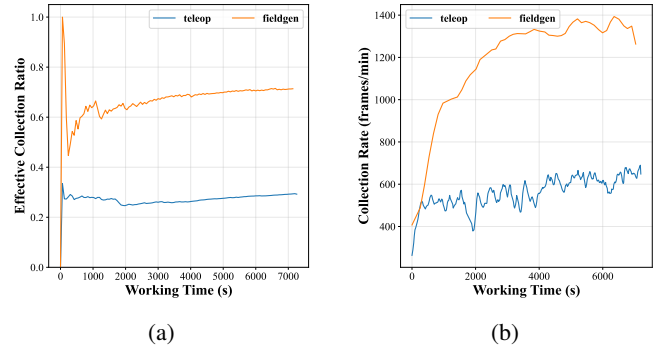 teleop fieldgen
Effective Collection Ratio
1.0
0.8
0.6
0.4
0.2
0.0
0 1000 2000 3000 4000 5000 6000 7000
Working Time (s)
(a)
teleop fieldgen
Collection Rate (frames/min)
1400
1200
1000
800
600
400
0 2000 4000 6000
Working Time (s)
(b)